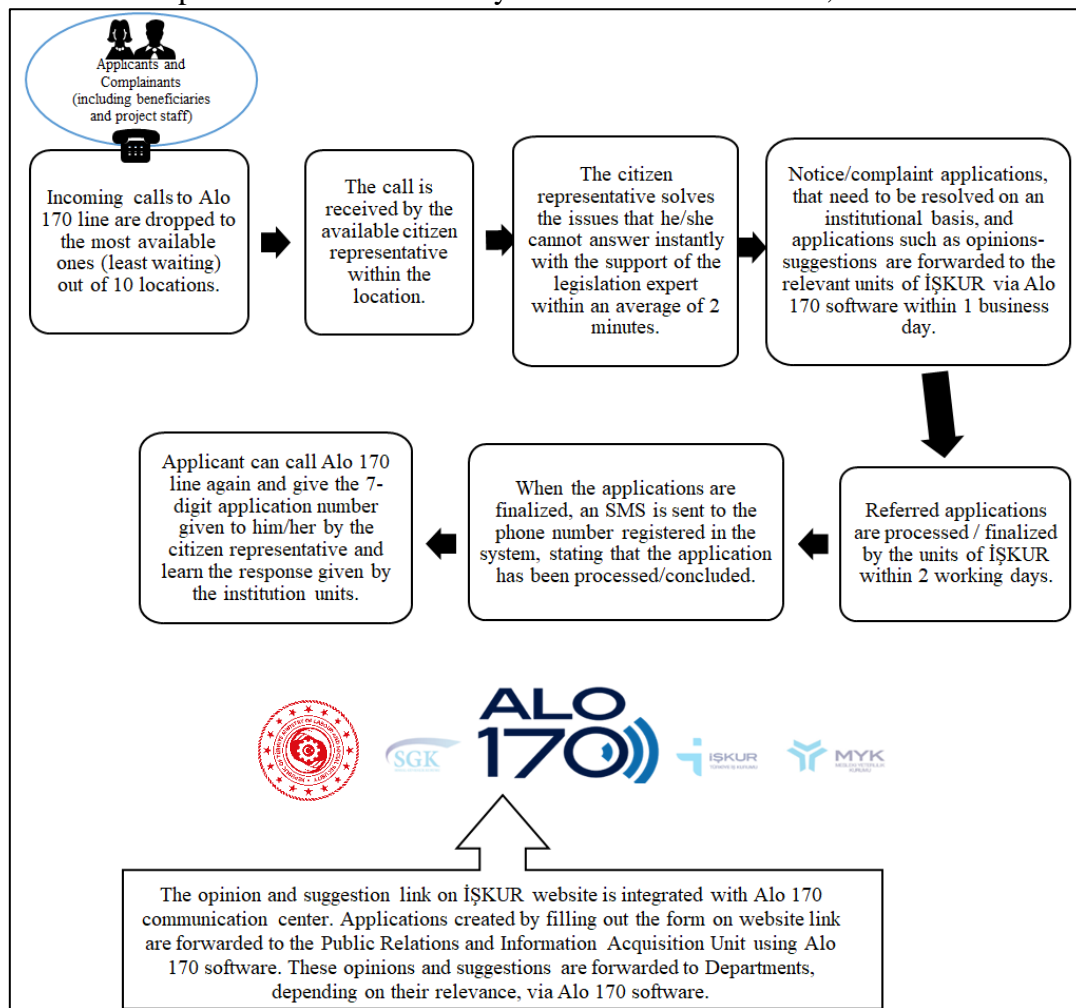 Applicants and
Complainants
(including beneficiaries
and project staff)
Incoming calls to Alo
170 line are dropped to
the most available
ones (least waiting)
out of 10 locations.
The call is
received by the
available citizen
representative
within the
location.
The citizen
representative solves
the issues that he/she
cannot answer instantly
with the support of the
legislation expert
within an average of 2
minutes.
Notice/complaint applications,
that need to be resolved on an
institutional basis, and
applications such as opinions-
suggestions are forwarded to the
relevant units of İŞKUR via Alo
170 software within 1 business
day.
Referred applications
are processed / finalized
by the units of İŞKUR
within 2 working days.
When the applications are
finalized, an SMS is sent to
the phone number registered in
the system, stating that the
application has been
processed/concluded.
Applicant can call Alo 170
line again and give the 7-
digit application number
given to him/her by the
citizen representative and
learn the response given by
the institution units.
SGK
ALO
170
İŞKUR
TÜRKİYE İŞ KURUMU
MYK
MESLEKİ YETERLİLİK
KURUMU
The opinion and suggestion link on İŞKUR website is integrated with Alo 170
communication center. Applications created by filling out the form on website link
are forwarded to the Public Relations and Information Acquisition Unit using Alo
170 software. These opinions and suggestions are forwarded to Departments,
depending on their relevance, via Alo 170 software.